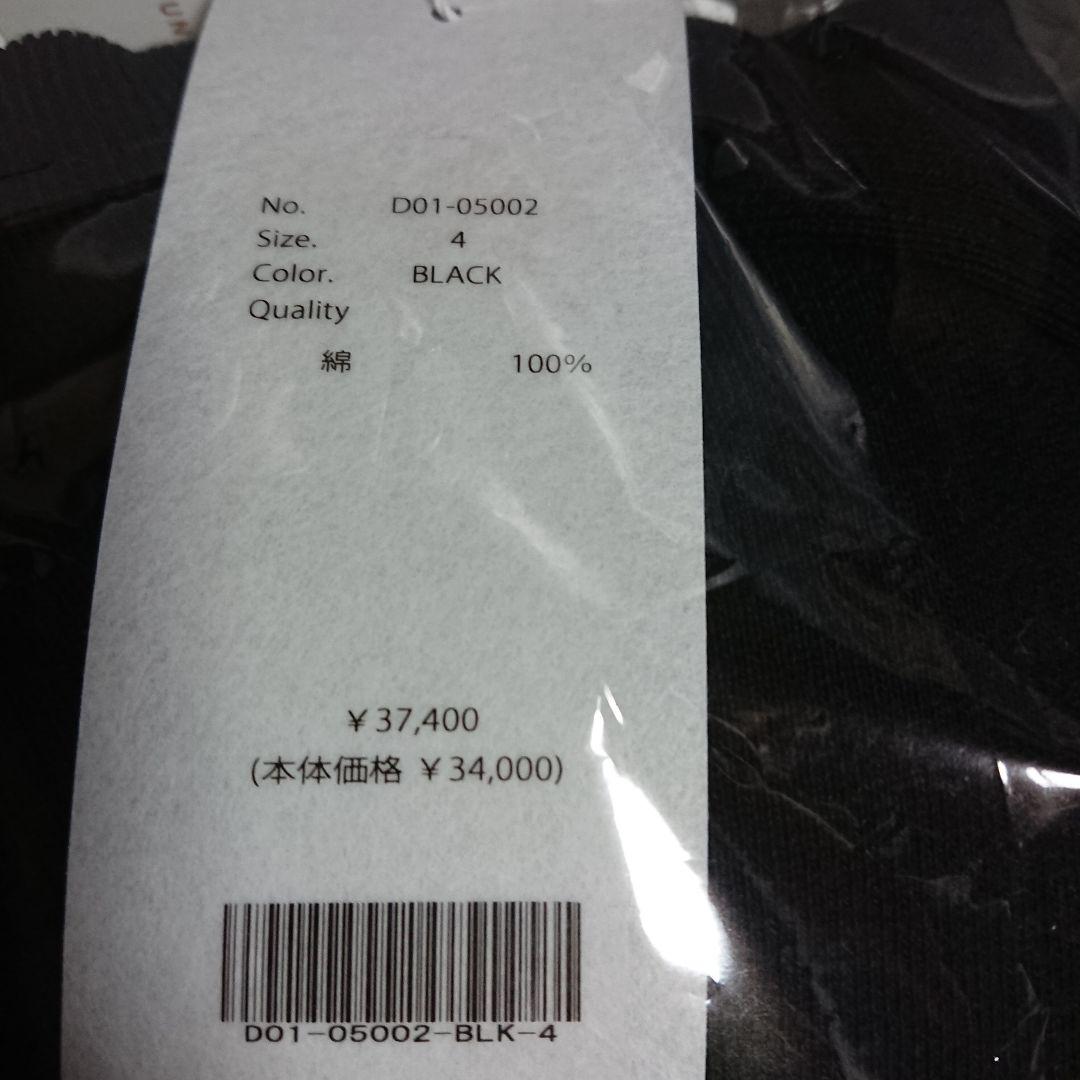 UN
No. D01-05002
Size. 4
Color. BLACK
Quality
綿 100%
¥37,400
(本体価格 ¥34,000)
D01-05002-BLK-4